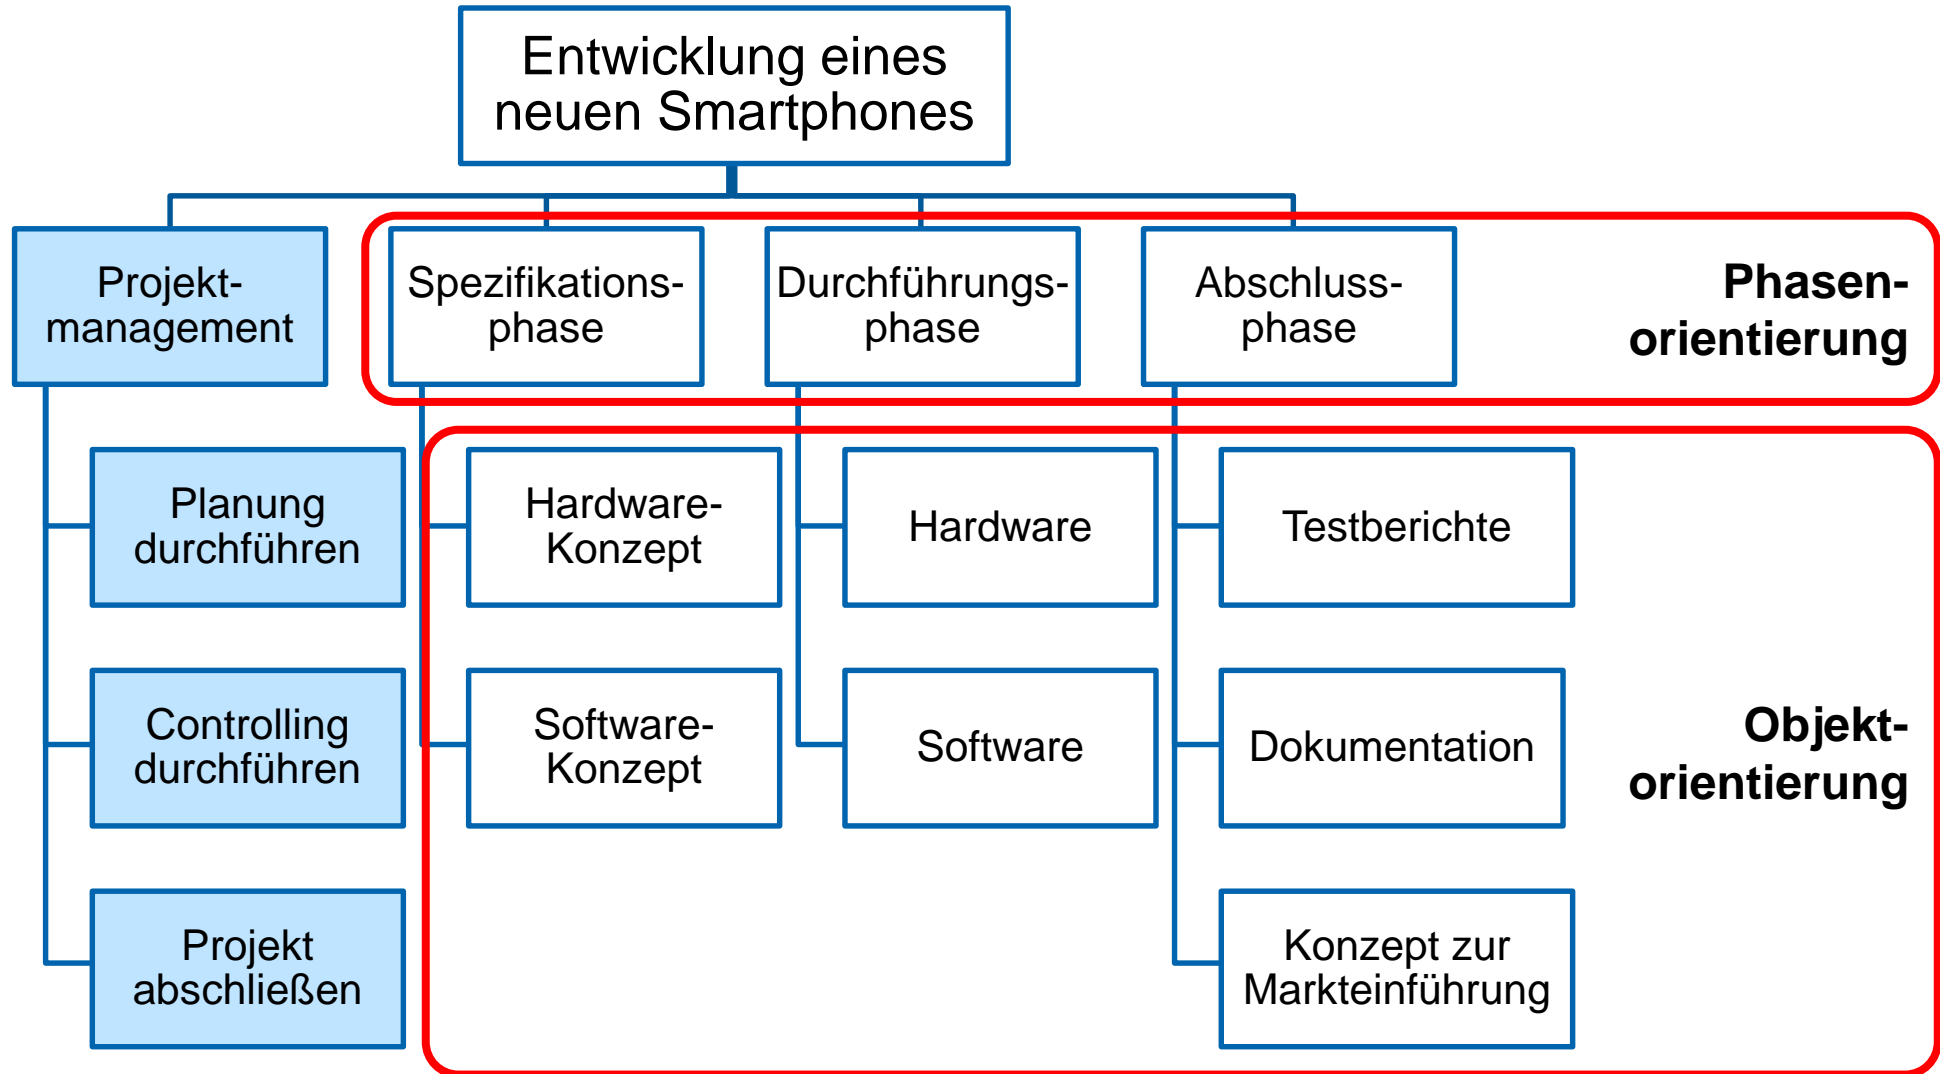 Entwicklung eines
neuen Smartphones
Projekt-
management
Spezifikations-
phase
Durchführungs-
phase
Abschluss-
phase
Phasen-
orientierung
Planung
durchführen
Hardware-
Konzept
Hardware
Testberichte
Controlling
durchführen
Software-
Konzept
Software
Dokumentation
Objekt-
orientierung
Projekt
abschließen
Konzept zur
Markteinführung